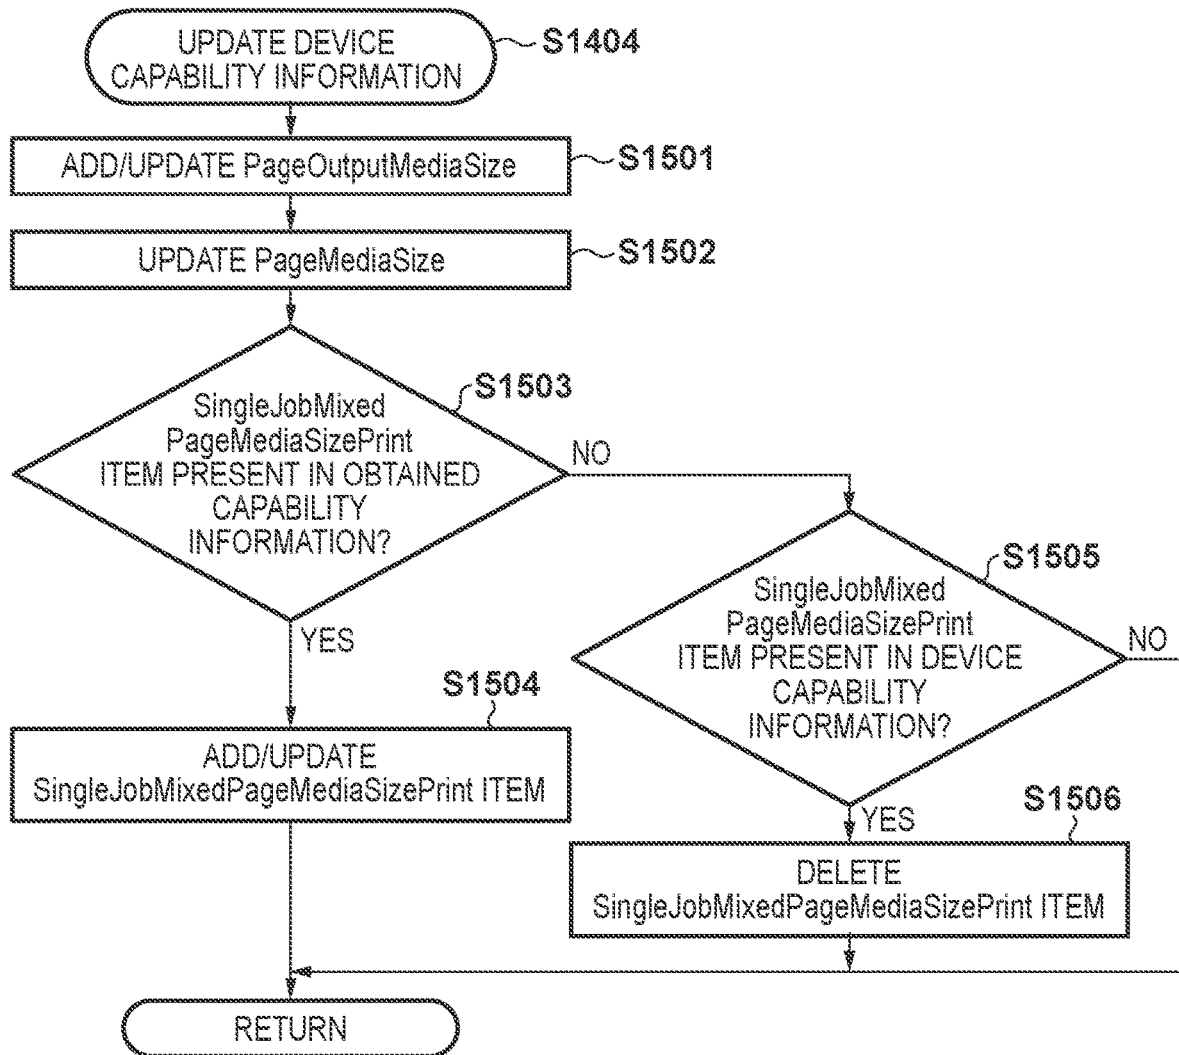 UPDATE DEVICE
CAPABILITY INFORMATION
S1404
ADD/UPDATE PageOutputMediaSize
S1501
UPDATE PageMediaSize
S1502
S1503
SingleJobMixed
PageMediaSizePrint
ITEM PRESENT IN OBTAINED
CAPABILITY
INFORMATION?
NO
YES
S1504
ADD/UPDATE
SingleJobMixedPageMediaSizePrint ITEM
S1505
SingleJobMixed
PageMediaSizePrint
ITEM PRESENT IN DEVICE
CAPABILITY
INFORMATION?
NO
YES
S1506
DELETE
SingleJobMixedPageMediaSizePrint ITEM
RETURN